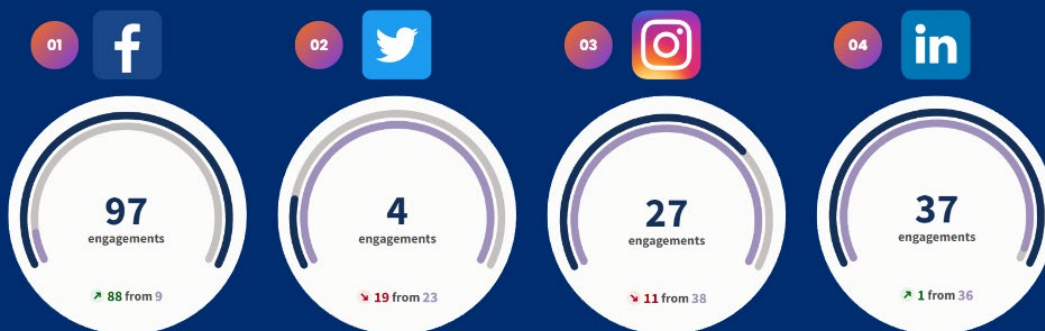 01
02
03
04 in
97
engagements
88 from 9
4
engagements
19 from 23
27
engagements
11 from 38
37
engagements
1 from 36